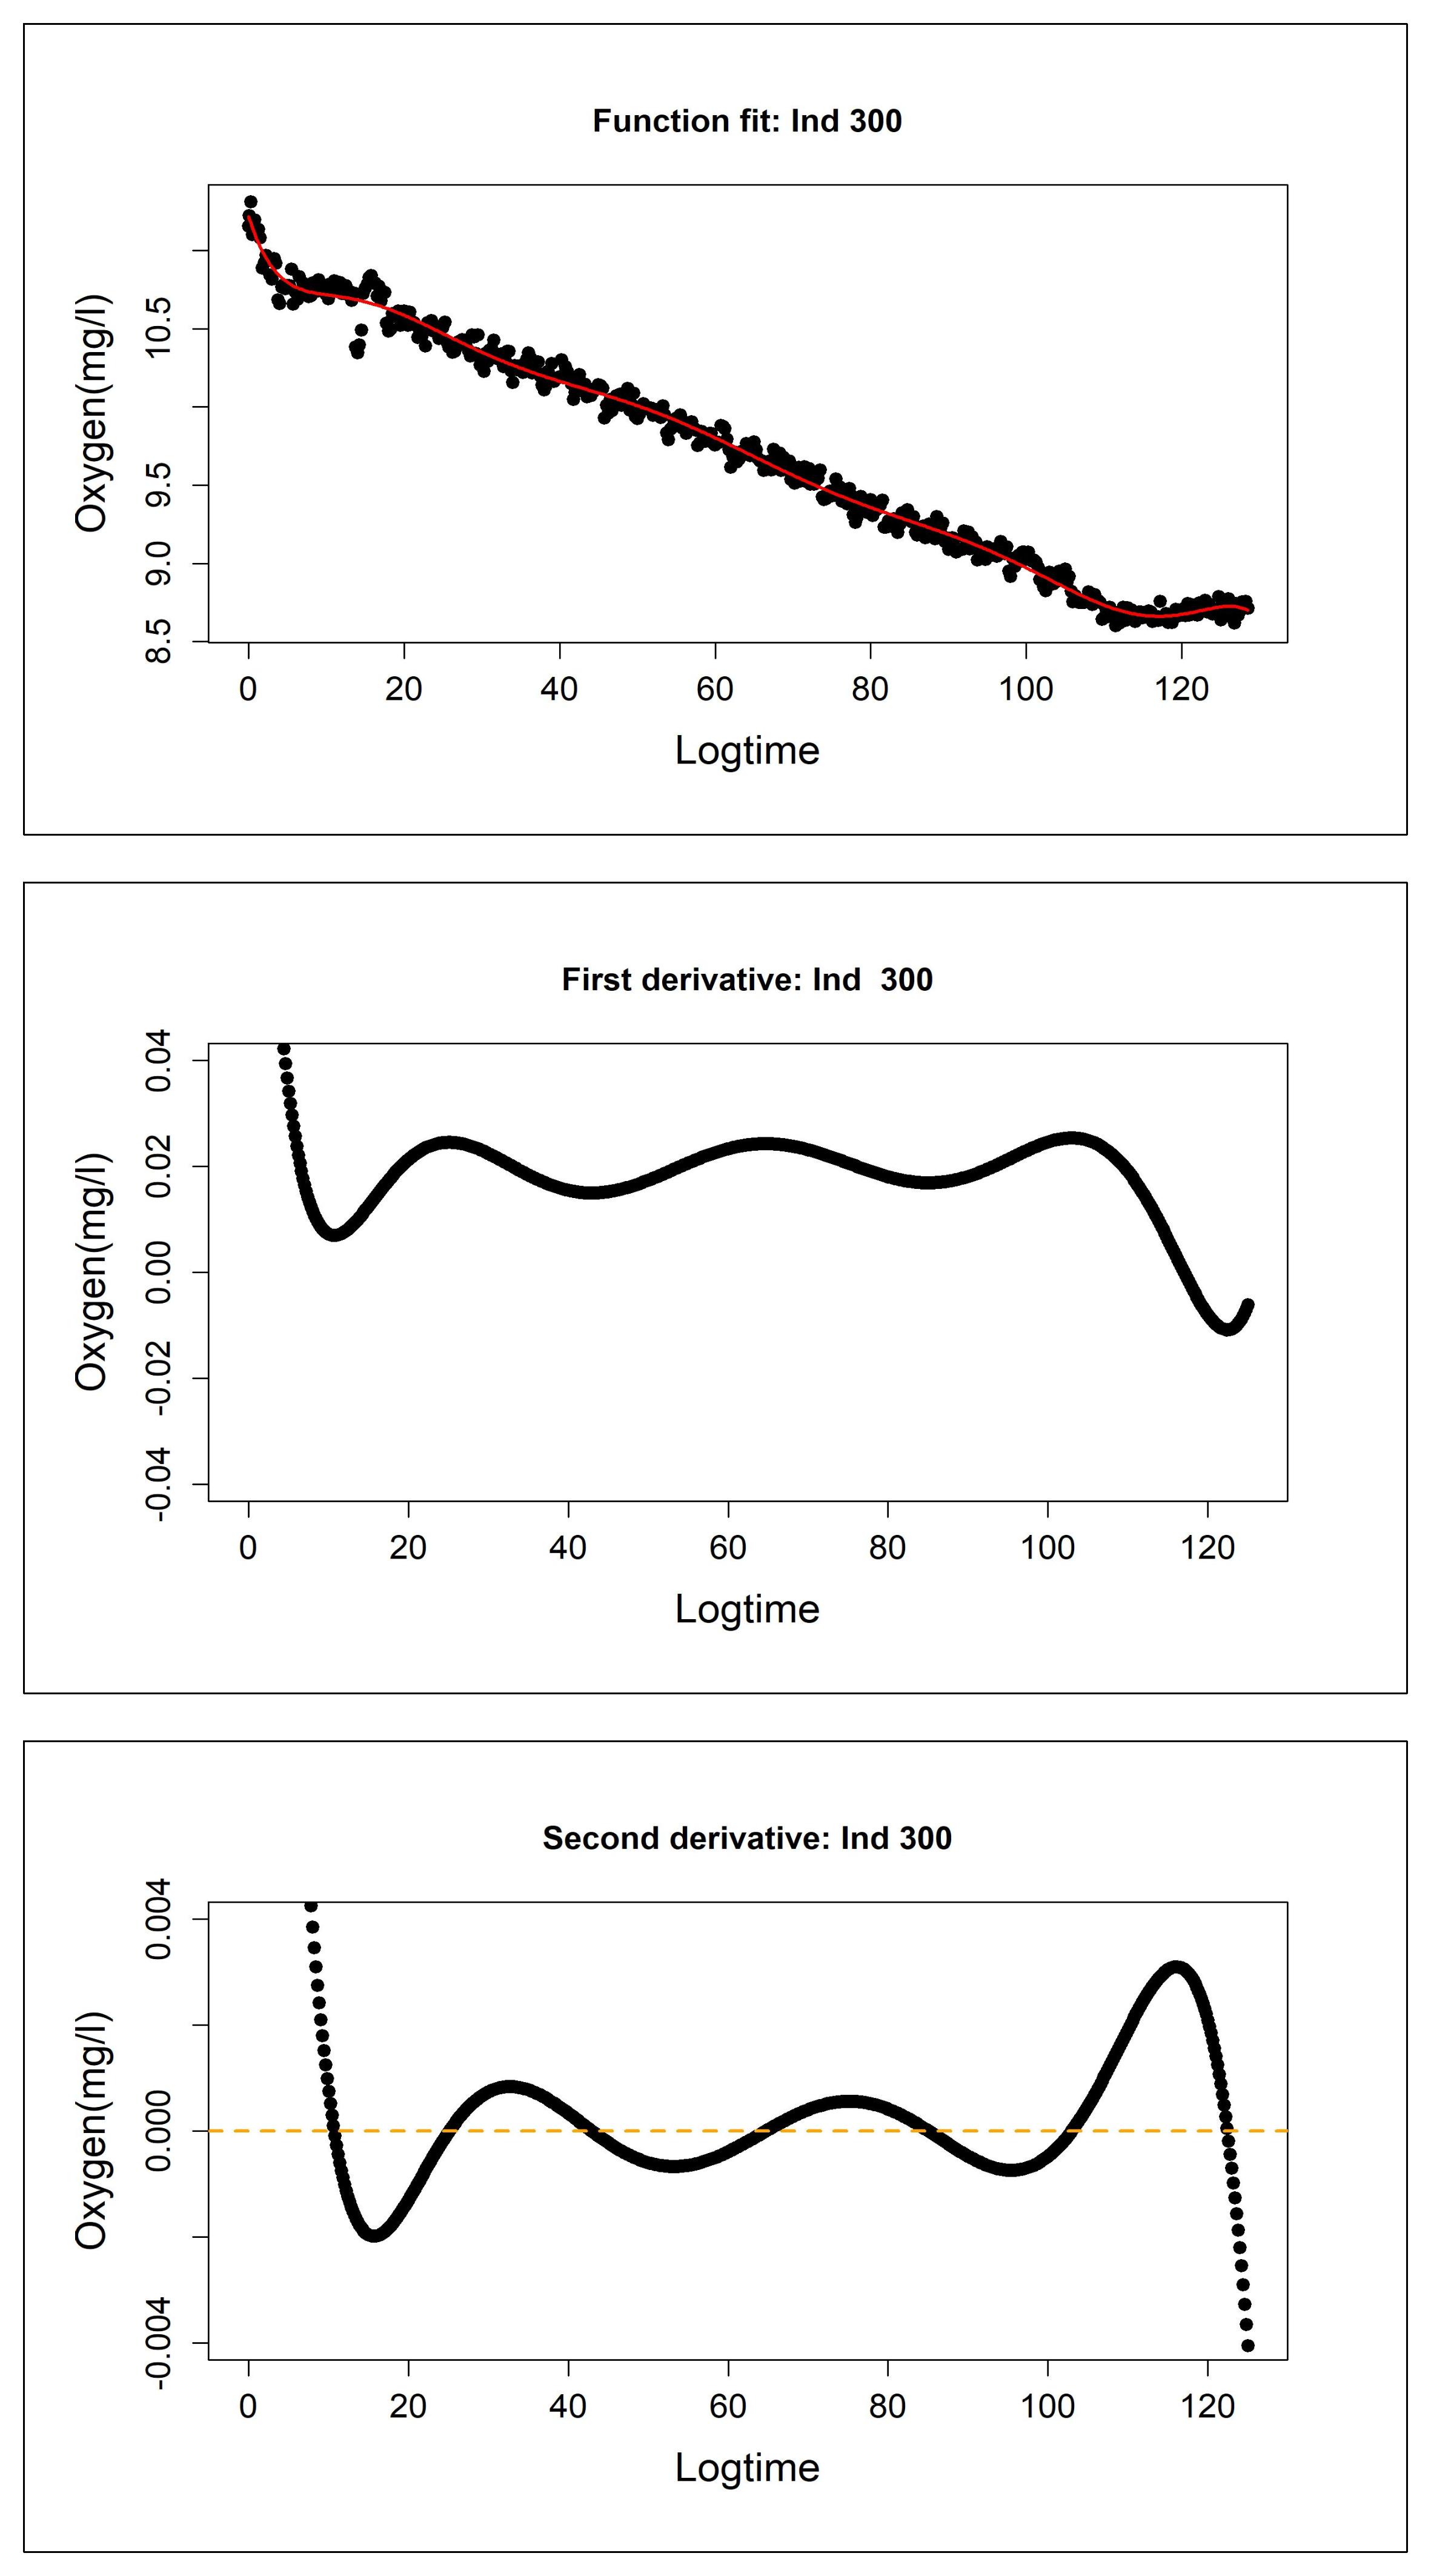 Function fit: Ind 300
Oxygen(mg/l)
10.5
9.5
9.0
8.5
0 20 40 60 80 100 120
Logtime
First derivative: Ind  300
Oxygen(mg/l)
0.04
0.02
0.00
-0.02
-0.04
0 20 40 60 80 100 120
Logtime
Second derivative: Ind 300
Oxygen(mg/l)
0.004
0.000
-0.004
0 20 40 60 80 100 120
Logtime